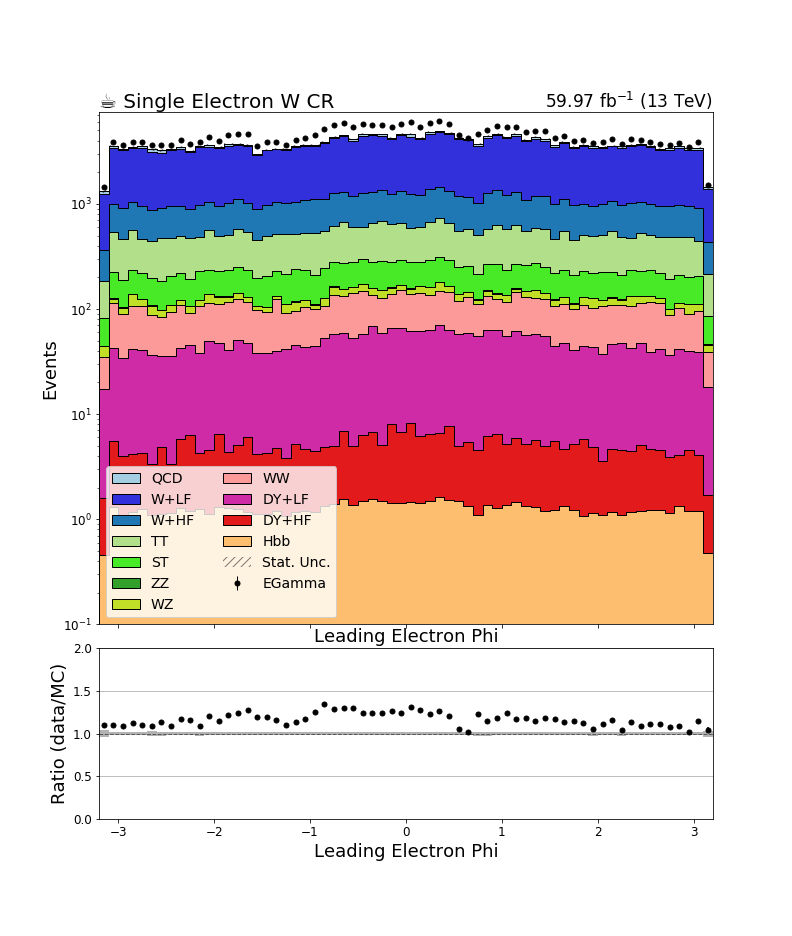 ☕ Single Electron W CR 59.97 fb⁻¹ (13 TeV)
Events
10³
10²
10¹
10⁰
10⁻¹
QCD WW
W+LF DY+LF
W+HF DY+HF
TT Hbb
ST Stat. Unc.
ZZ EGamma
WZ
Leading Electron Phi
Ratio (data/MC)
2.0
1.5
1.0
0.5
0.0
−3 −2 −1 0 1 2 3
Leading Electron Phi